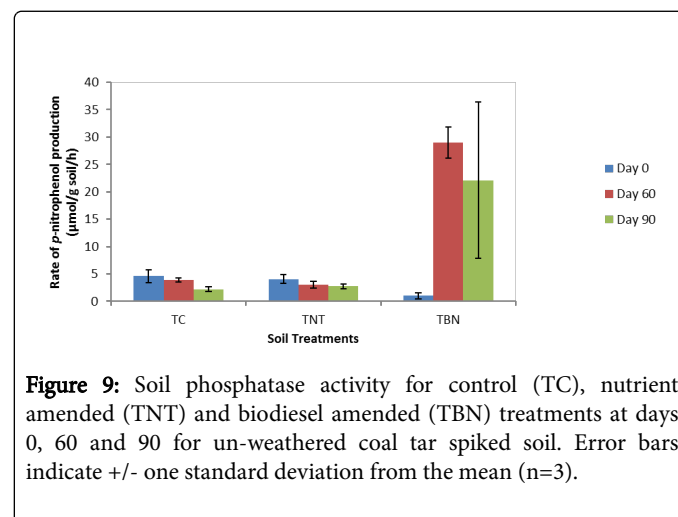 40
35
30
25
20
15
10
5
0
Rate of p-nitrophenol production
(µmol/g soil/h)
TC
TNT
TBN
Soil Treatments
Day 0
Day 60
Day 90
Figure 9: Soil phosphatase activity for control (TC), nutrient
amended (TNT) and biodiesel amended (TBN) treatments at days
0, 60 and 90 for un-weathered coal tar spiked soil. Error bars
indicate +/- one standard deviation from the mean (n=3).